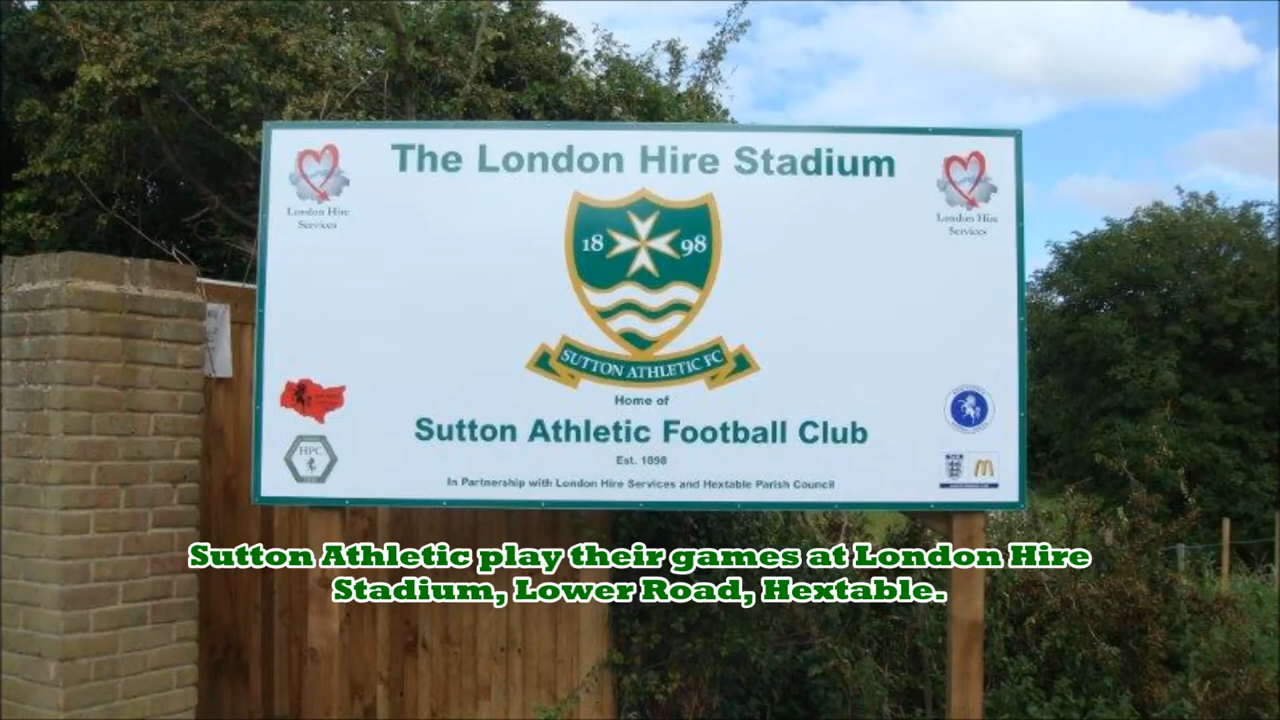 The London Hire Stadium
London Hire
Services
London Hire
Services
18 98
SUTTON ATHLETIC FC
Home of
Sutton Athletic Football Club
Est. 1898
HPC
In Partnership with London Hire Services and Hextable Parish Council
Sutton Athletic play their games at London Hire
Stadium, Lower Road, Hextable.